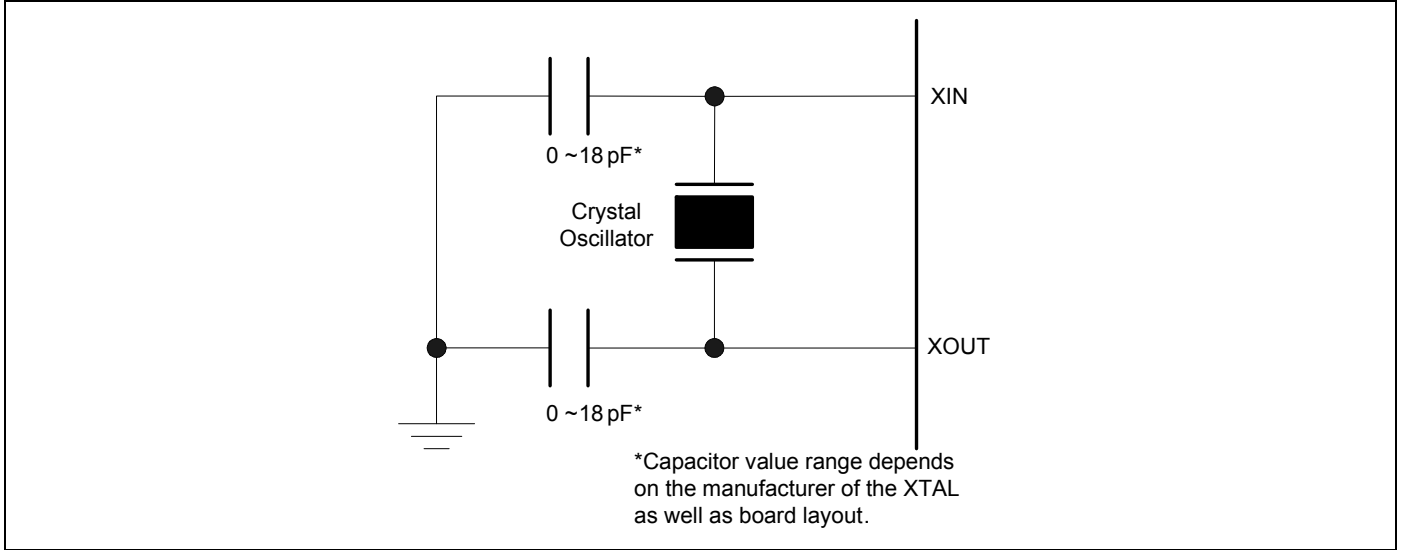 XIN
0 ~18 pF*
Crystal
Oscillator
XOUT
0 ~18 pF*
*Capacitor value range depends
on the manufacturer of the XTAL
as well as board layout.